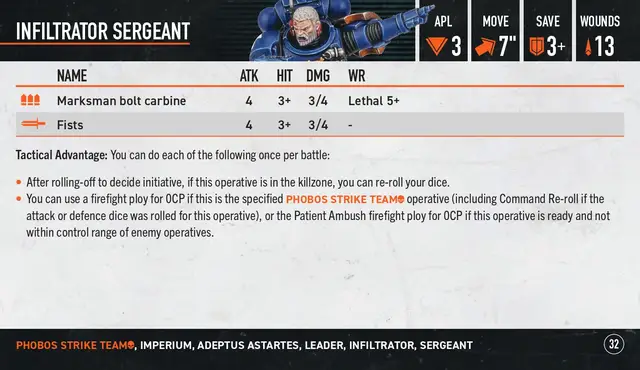 INFILTRATOR SERGEANT
APL MOVE SAVE WOUNDS
3 7" 3+ 13
NAME ATK HIT DMG WR
Marksman bolt carbine 4 3+ 3/4 Lethal 5+
Fists 4 3+ 3/4 -
Tactical Advantage: You can do each of the following once per battle:
• After rolling-off to decide initiative, if this operative is in the killzone, you can re-roll your dice.
• You can use a firefight ploy for 0CP if this is the specified PHOBOS STRIKE TEAM operative (including Command Re-roll if the
attack or defence dice was rolled for this operative), or the Patient Ambush firefight ploy for 0CP if this operative is ready and not
within control range of enemy operatives.
PHOBOS STRIKE TEAM, IMPERIUM, ADEPTUS ASTARTES, LEADER, INFILTRATOR, SERGEANT
32